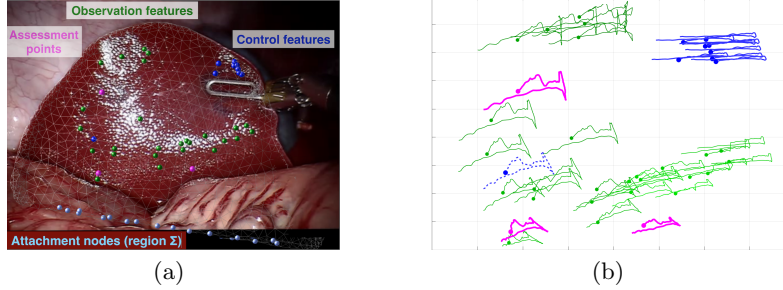 Observation features
Assessment
points
Control features
Attachment nodes (region Σ)
(a)
(b)